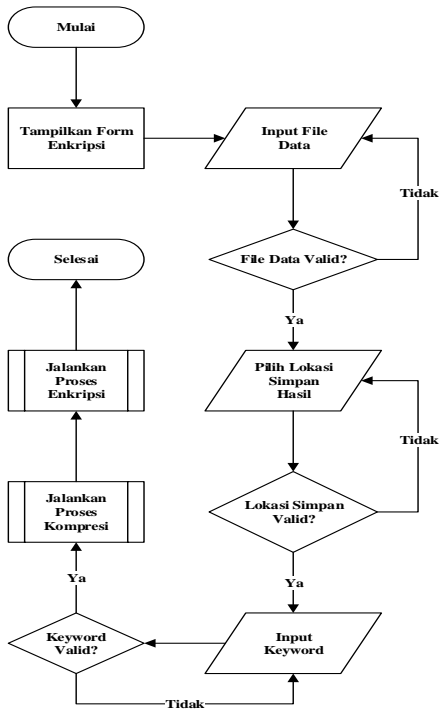 Mulai
Tampilkan Form
Enkripsi
Input File
Data
Tidak
File Data Valid?
Ya
Pilih Lokasi
Simpan
Hasil
Tidak
Lokasi Simpan
Valid?
Ya
Input
Keyword
Keyword
Valid?
Tidak
Ya
Jalankan
Proses
Kompresi
Jalankan
Proses
Enkripsi
Selesai